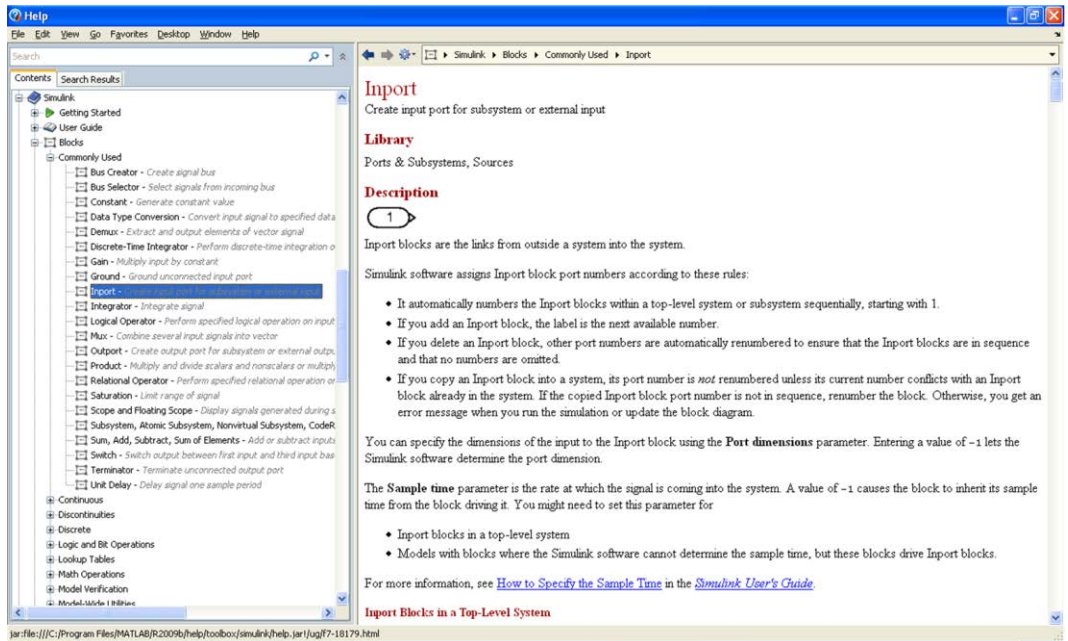 Help
File Edit View Go Favorites Desktop Window Help
Search
Simulink ▸ Blocks ▸ Commonly Used ▸ Inport
Contents Search Results
Simulink
Getting Started
User Guide
Blocks
Commonly Used
Bus Creator - Create signal bus
Bus Selector - Select signals from incoming bus
Constant - Generate constant value
Data Type Conversion - Convert input signal to specified data
Demux - Extract and output elements of vector signal
Discrete-Time Integrator - Perform discrete-time integration o
Gain - Multiply input by constant
Ground - Ground unconnected input port
Inport - Create input port for subsystem or external input
Integrator - Integrate signal
Logical Operator - Perform specified logical operation on input
Mux - Combine several input signals into vector
Outport - Create output port for subsystem or external outpu
Product - Multiply and divide scalars and nonscalars or multiply
Relational Operator - Perform specified relational operation on
Saturation - Limit range of signal
Scope and Floating Scope - Display signals generated during s
Subsystem, Atomic Subsystem, Nonvirtual Subsystem, CodeR
Sum, Add, Subtract, Sum of Elements - Add or subtract inputs
Switch - Switch output between first input and third input bas
Terminator - Terminate unconnected output port
Unit Delay - Delay signal one sample period
Continuous
Discontinuities
Discrete
Logic and Bit Operations
Lookup Tables
Math Operations
Model Verification
Model-Wide Utilities
Inport
Create input port for subsystem or external input
Library
Ports & Subsystems, Sources
Description
1
Inport blocks are the links from outside a system into the system.
Simulink software assigns Inport block port numbers according to these rules:
• It automatically numbers the Inport blocks within a top-level system or subsystem sequentially, starting with 1.
• If you add an Inport block, the label is the next available number.
• If you delete an Inport block, other port numbers are automatically renumbered to ensure that the Inport blocks are in sequence
and that no numbers are omitted.
• If you copy an Inport block into a system, its port number is not renumbered unless its current number conflicts with an Inport
block already in the system. If the copied Inport block port number is not in sequence, renumber the block. Otherwise, you get an
error message when you run the simulation or update the block diagram.
You can specify the dimensions of the input to the Inport block using the Port dimensions parameter. Entering a value of -1 lets the
Simulink software determine the port dimension.
The Sample time parameter is the rate at which the signal is coming into the system. A value of -1 causes the block to inherit its sample
time from the block driving it. You might need to set this parameter for
• Inport blocks in a top-level system
• Models with blocks where the Simulink software cannot determine the sample time, but these blocks drive Inport blocks.
For more information, see How to Specify the Sample Time in the Simulink User's Guide.
Inport Blocks in a Top-Level System
jar:file:///C:/Program Files/MATLAB/R2009b/help/toolbox/simulink/help.jar!/ug/f7-18179.html